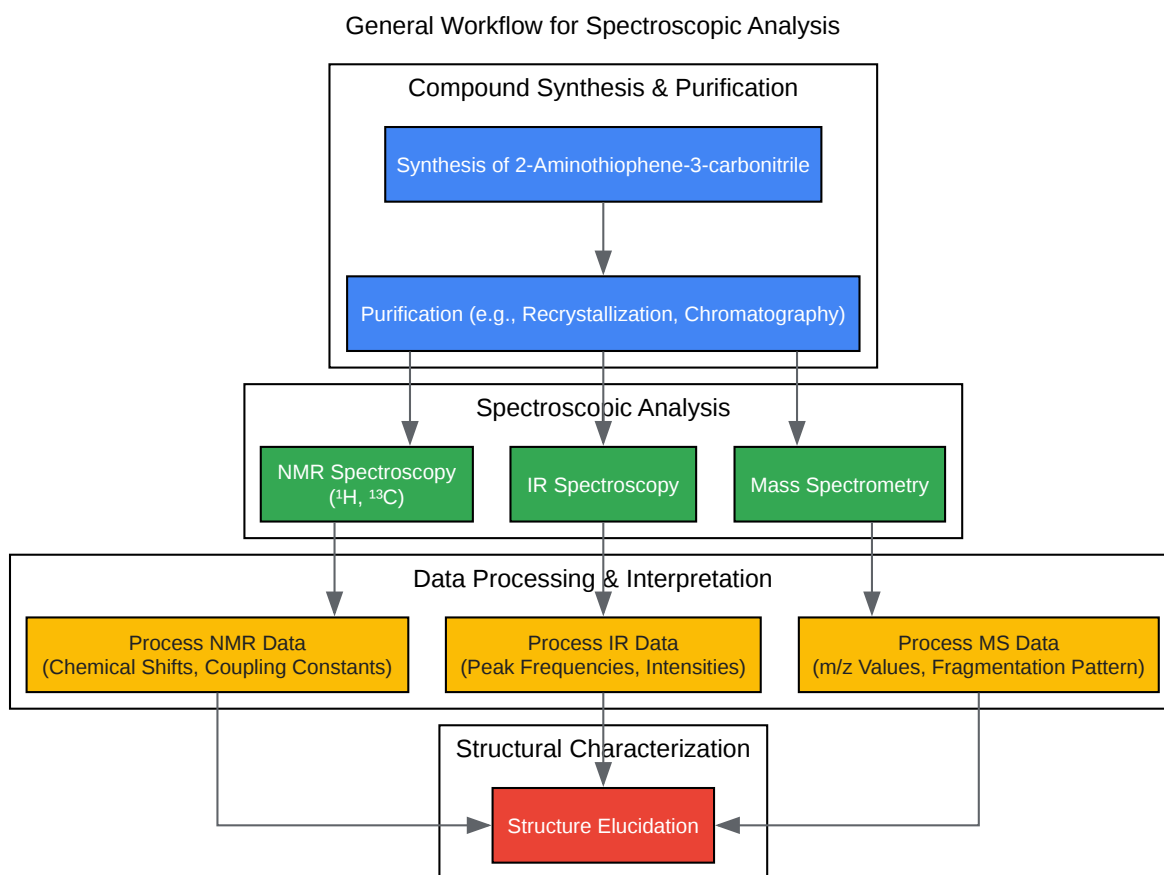 General Workflow for Spectroscopic Analysis
Compound Synthesis & Purification
Synthesis of 2-Aminothiophene-3-carbonitrile
Purification (e.g., Recrystallization, Chromatography)
Spectroscopic Analysis
NMR Spectroscopy
(¹H, ¹³C)
IR Spectroscopy
Mass Spectrometry
Data Processing & Interpretation
Process NMR Data
(Chemical Shifts, Coupling Constants)
Process IR Data
(Peak Frequencies, Intensities)
Process MS Data
(m/z Values, Fragmentation Pattern)
Structural Characterization
Structure Elucidation